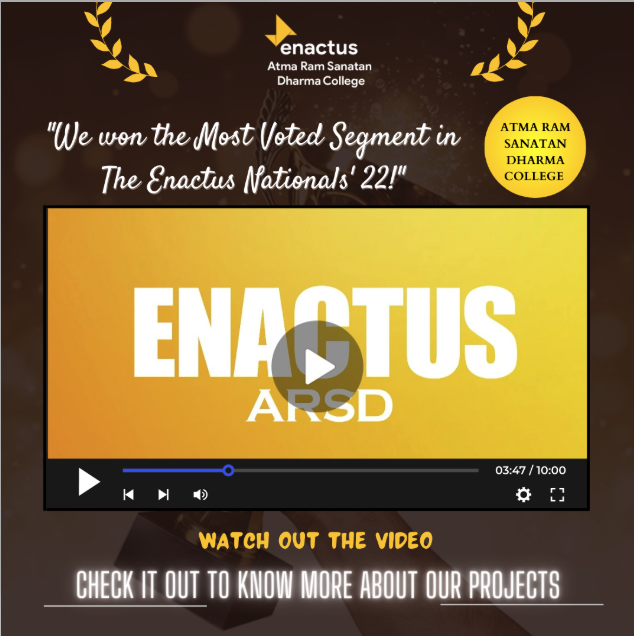 enactus
Atma Ram Sanatan
Dharma College
"We won the Most Voted Segment in
The Enactus Nationals' 22!"
ATMA RAM
SANATAN
DHARMA
COLLEGE
ENACTUS
ARSD
03:47 / 10:00
WATCH OUT THE VIDEO
CHECK IT OUT TO KNOW MORE ABOUT OUR PROJECTS